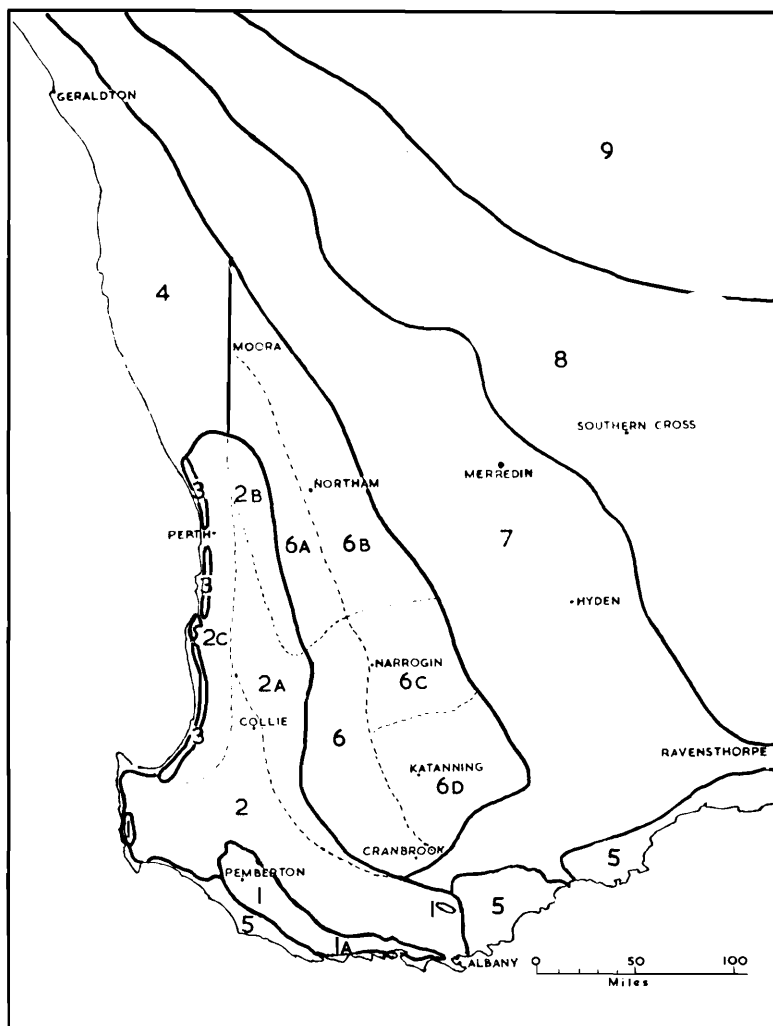 GERALDTON
9
4
MOORA
8
SOUTHERN CROSS
MERREDIN
3
2B
NORTHAM
PERTH
6A
6B
7
3
HYDEN
2C
NARROGIN
2A
6C
COLLIE
3
6
RAVENSTHORPE
KATANNING
6D
2
CRANBROOK
PEMBERTON
1
5
1
5
5
1A
ALBANY
0 50 100
Miles